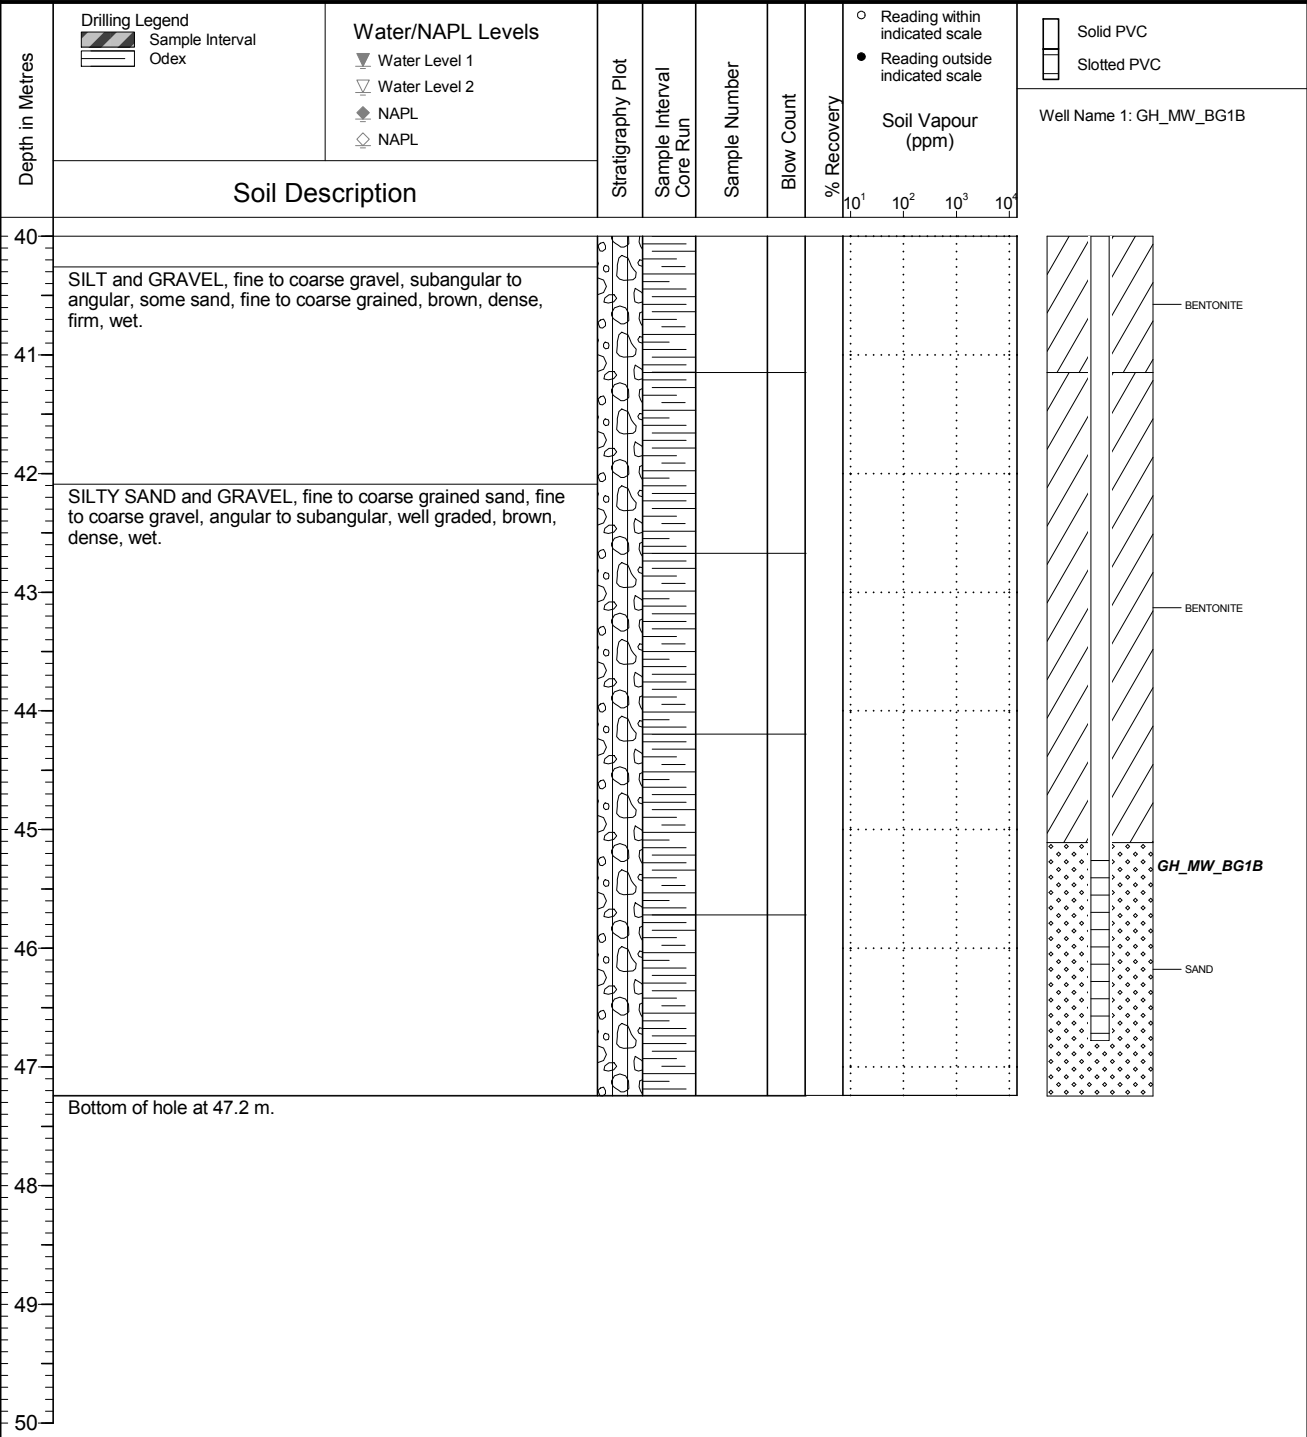 Depth in Metres
Drilling Legend
Sample Interval
Odex
Water/NAPL Levels
Water Level 1
Water Level 2
NAPL
NAPL
Soil Description
Stratigraphy Plot
Sample Interval
Core Run
Sample Number
Blow Count
% Recovery
Reading within
indicated scale
Reading outside
indicated scale
Soil Vapour
(ppm)
10¹ 10² 10³ 10⁴
Solid PVC
Slotted PVC
Well Name 1: GH_MW_BG1B
40
SILT and GRAVEL, fine to coarse gravel, subangular to
angular, some sand, fine to coarse grained, brown, dense,
firm, wet.
BENTONITE
41
42
SILTY SAND and GRAVEL, fine to coarse grained sand, fine
to coarse gravel, angular to subangular, well graded, brown,
dense, wet.
43
BENTONITE
44
45
GH_MW_BG1B
46
SAND
47
Bottom of hole at 47.2 m.
48
49
50